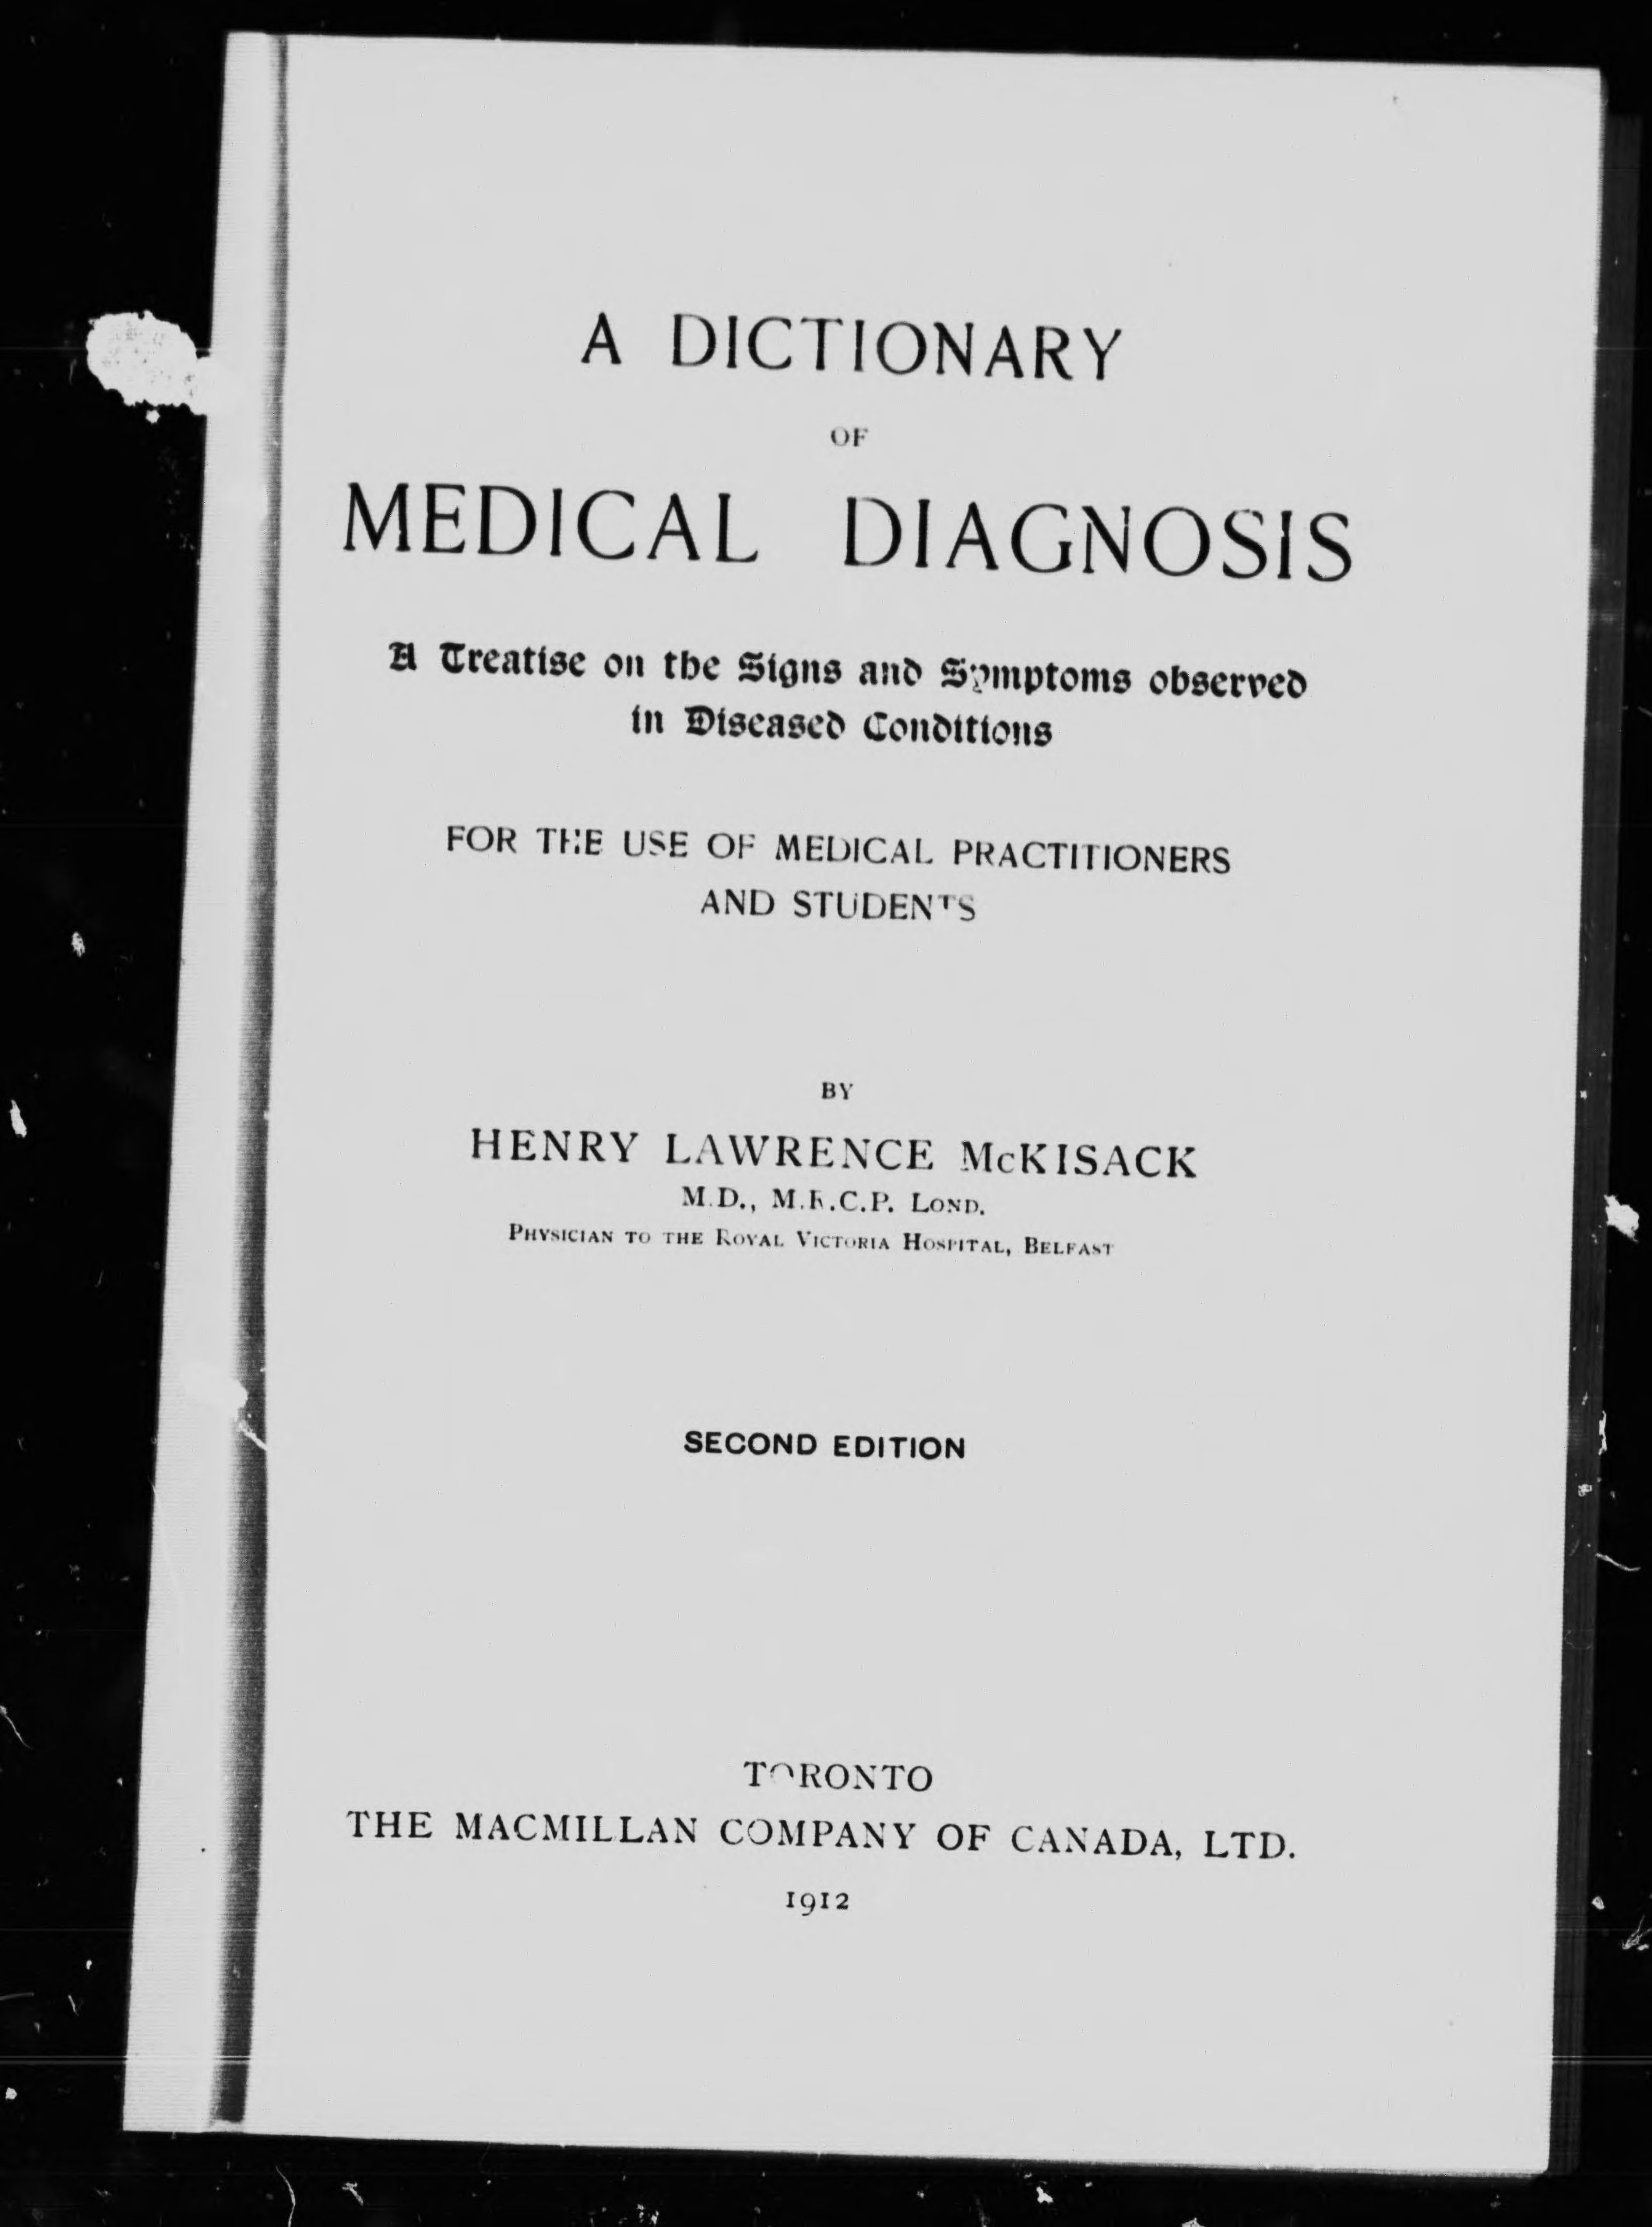 A DICTIONARY
OF
MEDICAL DIAGNOSIS
A Treatise on the Signs and Symptoms observed
in Diseased Conditions
FOR THE USE OF MEDICAL PRACTITIONERS
AND STUDENTS
BY
HENRY LAWRENCE McKISACK
M.D., M.R.C.P. LOND.
PHYSICIAN TO THE ROYAL VICTORIA HOSPITAL, BELFAST
SECOND EDITION
TORONTO
THE MACMILLAN COMPANY OF CANADA, LTD.
1912